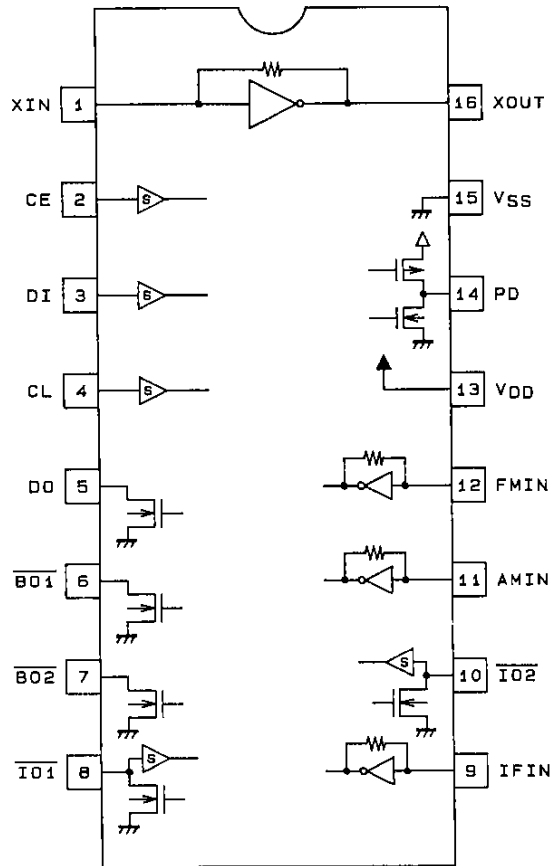 XIN 1 16 XOUT
CE 2 S 15 VSS
DI 3 S 14 PD
CL 4 S 13 VDD
DO 5 12 FMIN
BO1 6 11 AMIN
BO2 7 S 10 IO2
IO1 8 S 9 IFIN